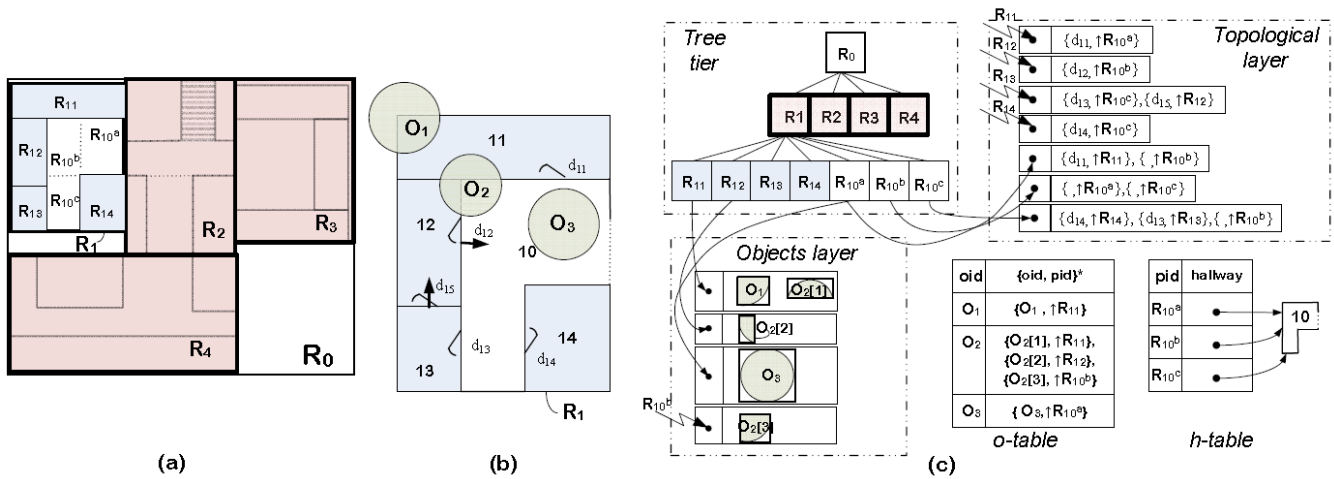 R11
R10a
R12
R10b
R10c
R13
R14
R1
R2
R3
R4
R0
(a)
O1
11
d11
O2
12
d12
O3
10
d15
14
d13
d14
13
R1
(b)
Tree tier
R0
R1 R2 R3 R4
R11 R12 R13 R14 R10a R10b R10c
Topological layer
R11 {d11, ↑R10a}
R12 {d12, ↑R10b}
R13 {d13, ↑R10c},{d15, ↑R12}
R14 {d14, ↑R10c}
{d11, ↑R11}, { ,↑R10b}
{ ,↑R10a},{ ,↑R10c}
{d14, ↑R14}, {d13, ↑R13},{ ,↑R10b}
Objects layer
O1 O2[1]
O2[2]
O3
R10b O2[3]
oid {oid, pid}*
O1 {O1 , ↑R11}
O2 {O2[1], ↑R11},
{O2[2], ↑R12},
{O2[3], ↑R10b}
O3 { O3,↑R10a}
o-table
pid hallway
R10a
R10b
R10c
10
h-table
(c)